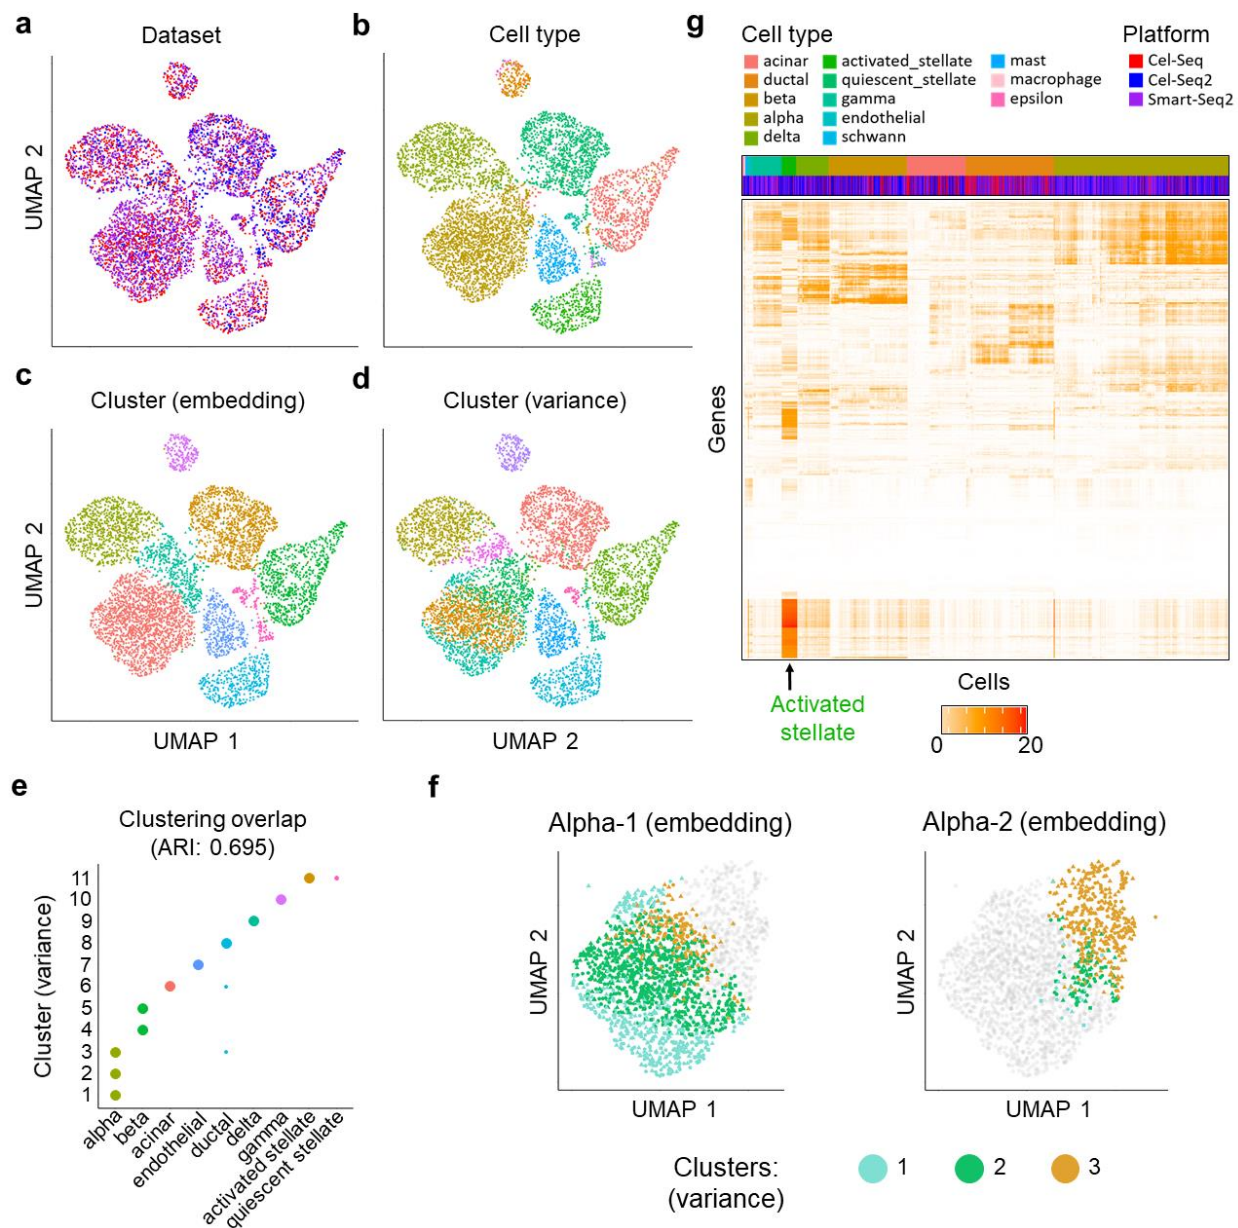 a
Dataset
UMAP 2
b
Cell type
c
Cluster (embedding)
UMAP 2
UMAP 1
d
Cluster (variance)
UMAP 2
e
Clustering overlap
(ARI: 0.695)
Cluster (variance)
11
10
9
8
7
6
5
4
3
2
1
alpha
beta
acinar
endothelial
ductal
delta
gamma
activated stellate
quiescent stellate
f
Alpha-1 (embedding)
UMAP 2
UMAP 1
Alpha-2 (embedding)
UMAP 2
UMAP 1
Clusters:
(variance)
1
2
3
g
Cell type
acinar
ductal
beta
alpha
delta
activated_stellate
quiescent_stellate
gamma
endothelial
schwann
mast
macrophage
epsilon
Platform
Cel-Seq
Cel-Seq2
Smart-Seq2
Genes
Activated
stellate
Cells
0
20